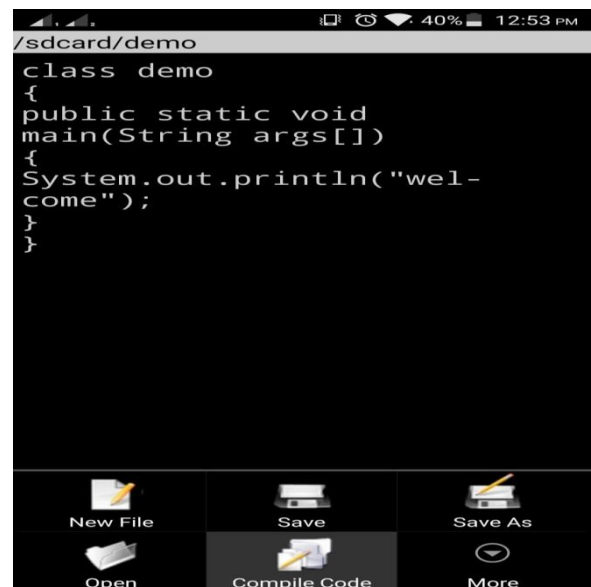 40% 12:53 PM
/sdcard/demo
class demo
{
public static void
main(String args[])
{
System.out.println("wel-
come");
}
}
New File Save Save As
Open Compile Code More